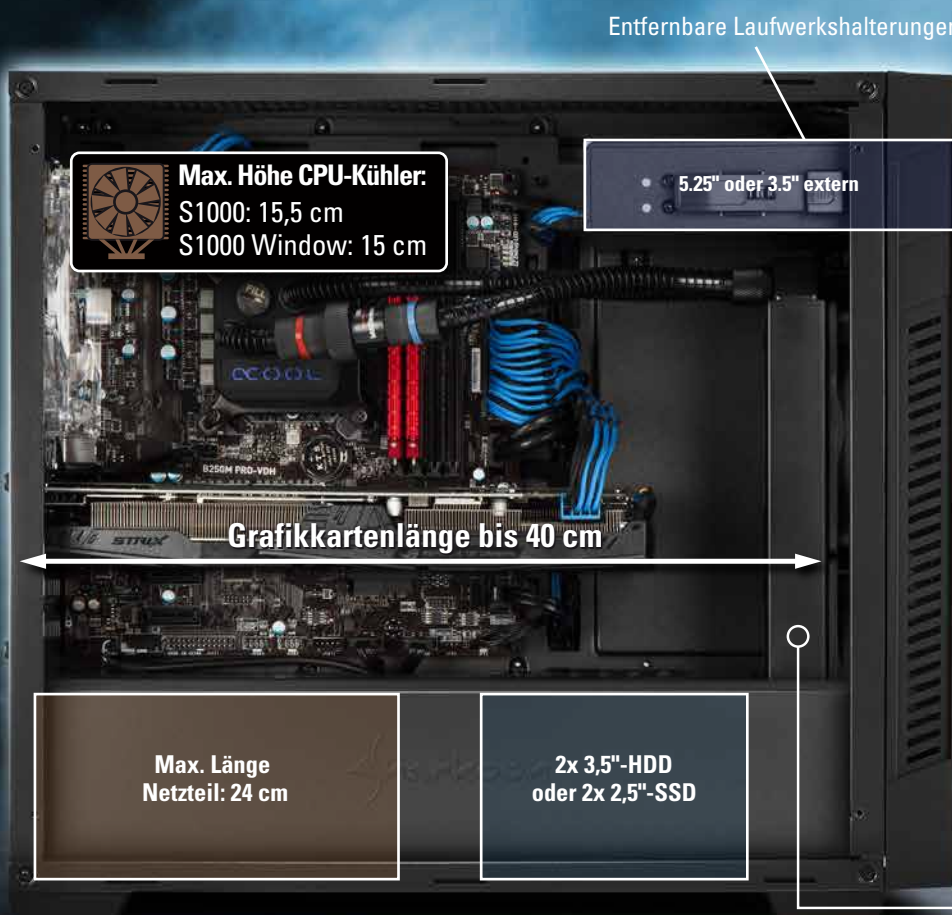 Entfernbare Laufwerkshalterungen
5.25" oder 3.5" extern
Max. Höhe CPU-Kühler:
S1000: 15,5 cm
S1000 Window: 15 cm
FILL
B250M PRO-VDH
STRIX
Grafikkartenlänge bis 40 cm
Max. Länge
Netzteil: 24 cm
2x 3,5"-HDD
oder 2x 2,5"-SSD